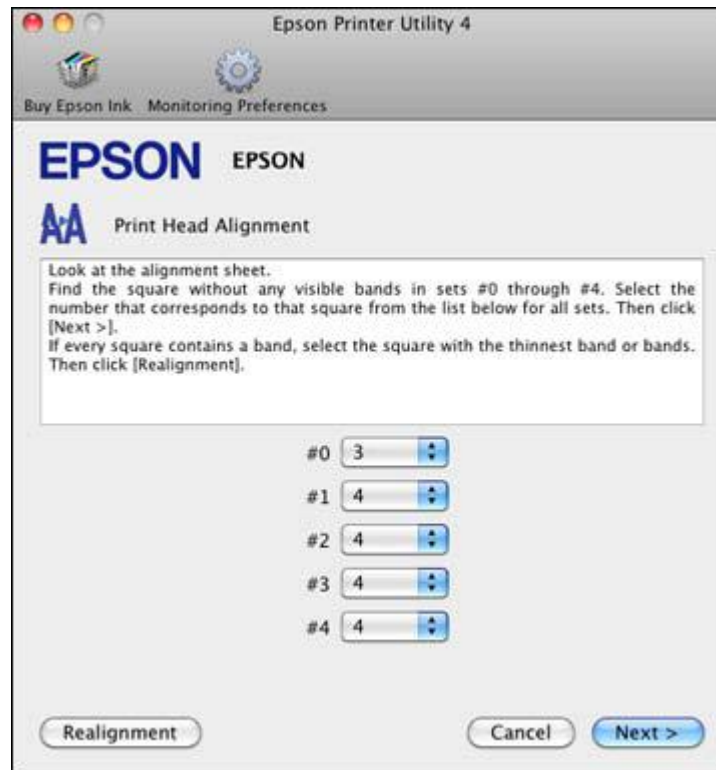 Epson Printer Utility 4
Buy Epson Ink Monitoring Preferences
EPSON EPSON
AA Print Head Alignment
Look at the alignment sheet.
Find the square without any visible bands in sets #0 through #4. Select the
number that corresponds to that square from the list below for all sets. Then click
[Next >].
If every square contains a band, select the square with the thinnest band or bands.
Then click [Realignment].
#0 3
#1 4
#2 4
#3 4
#4 4
Realignment Cancel Next >